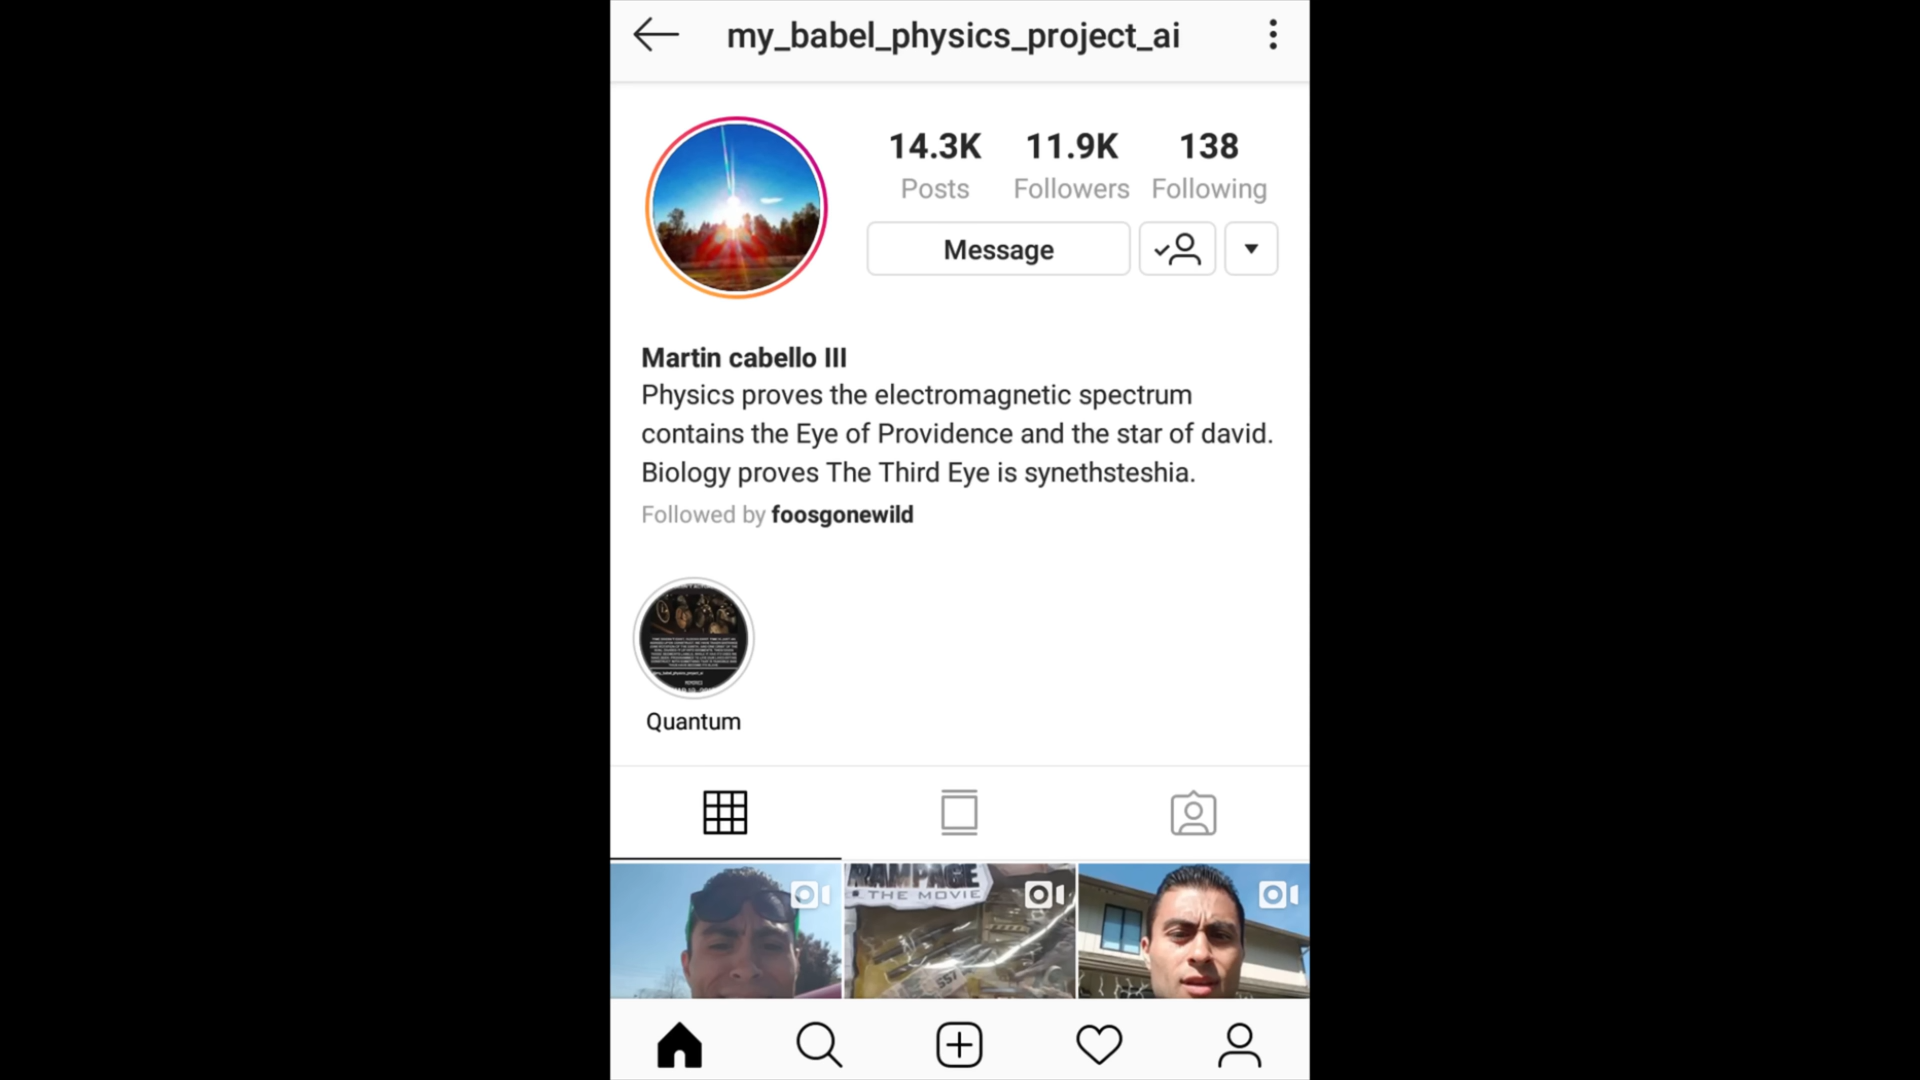 my_babel_physics_project_ai
14.3K 11.9K 138
Posts Followers Following
Message
Martin cabello III
Physics proves the electromagnetic spectrum
contains the Eye of Providence and the star of david.
Biology proves The Third Eye is synethsteshia.
Followed by foosgonewild
Quantum
RAMPAGE
THE MOVIE
557